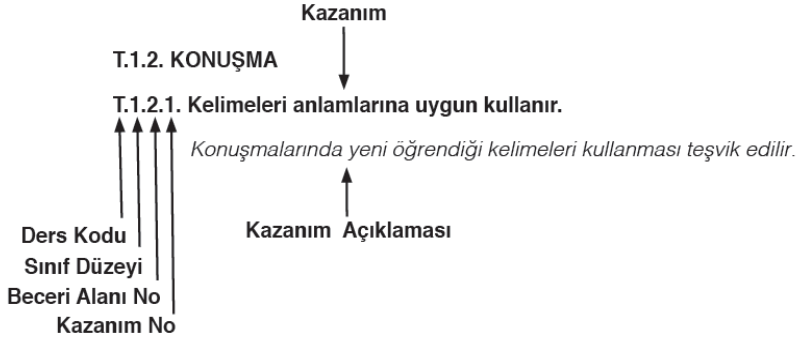 Kazanım
T.1.2. KONUŞMA
T.1.2.1. Kelimeleri anlamlarına uygun kullanır.
Konuşmalarında yeni öğrendiği kelimeleri kullanması teşvik edilir.
Ders Kodu
Kazanım Açıklaması
Sınıf Düzeyi
Beceri Alanı No
Kazanım No